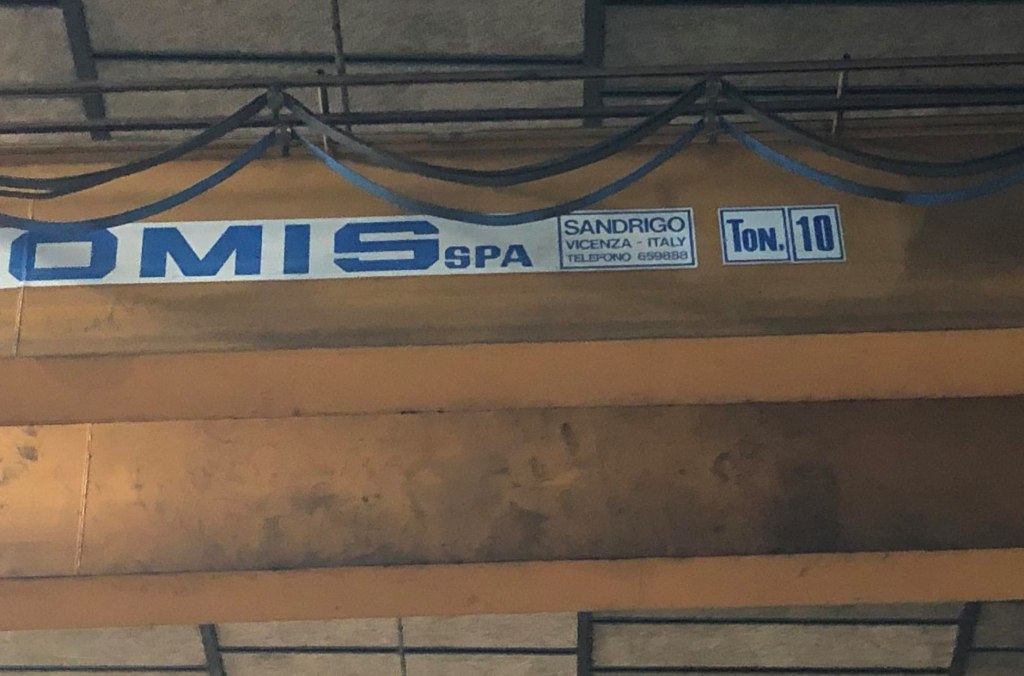 OMIS SPA
SANDRIGO
VICENZA - ITALY
TELEFONO 659888
TON. 10